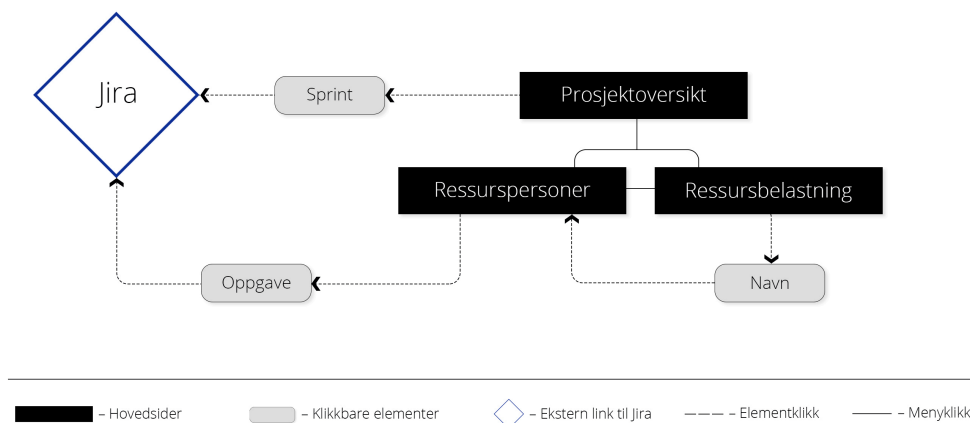 Jira
Sprint
Prosjektoversikt
Ressurspersoner
Ressursbelastning
Oppgave
Navn
– Hovedsider
– Klikkbare elementer
– Ekstern link til Jira
– Elementklikk
– Menyklikk